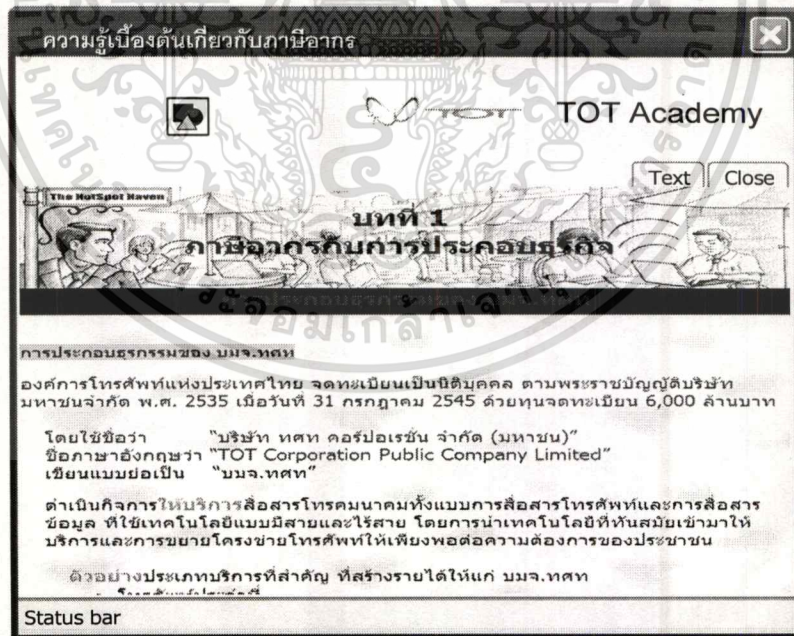 ความรู้เบื้องต้นเกี่ยวกับภาษีอากร
TOT TOT Academy
Text Close
The HotSpot Haven
บทที่ 1
ภาษีอากรกับการประกอบธุรกิจ
การประกอบธุรกรรมของ บมจ.ทศท
การประกอบธุรกรรมของ บมจ.ทศท
องค์การโทรศัพท์แห่งประเทศไทย จดทะเบียนเป็นนิติบุคคล ตามพระราชบัญญัติบริษัท
มหาชนจำกัด พ.ศ. 2535 เมื่อวันที่ 31 กรกฎาคม 2545 ด้วยทุนจดทะเบียน 6,000 ล้านบาท
โดยใช้ชื่อว่า "บริษัท ทศท คอร์ปอเรชั่น จำกัด (มหาชน)"
ชื่อภาษาอังกฤษว่า "TOT Corporation Public Company Limited"
เขียนแบบย่อเป็น "บมจ.ทศท"
ดำเนินกิจการให้บริการสื่อสารโทรคมนาคมทั้งแบบการสื่อสารโทรศัพท์และการสื่อสาร
ข้อมูล ที่ใช้เทคโนโลยีแบบมีสายและไร้สาย โดยการนำเทคโนโลยีที่ทันสมัยเข้ามาให้
บริการและการขยายโครงข่ายโทรศัพท์ให้เพียงพอต่อความต้องการของประชาชน
ตัวอย่างประเภทบริการที่สำคัญ ที่สร้างรายได้ให้แก่ บมจ.ทศท
Status bar